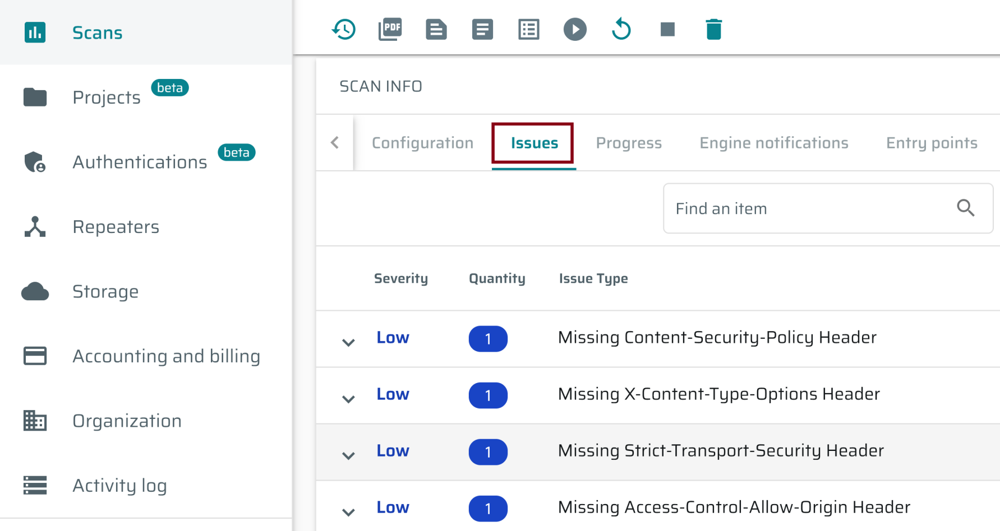 Scans
Projects beta
Authentications beta
Repeaters
Storage
Accounting and billing
Organization
Activity log
PDF
SCAN INFO
Configuration Issues Progress Engine notifications Entry points
Find an item
Severity Quantity Issue Type
Low 1 Missing Content-Security-Policy Header
Low 1 Missing X-Content-Type-Options Header
Low 1 Missing Strict-Transport-Security Header
Low 1 Missing Access-Control-Allow-Origin Header